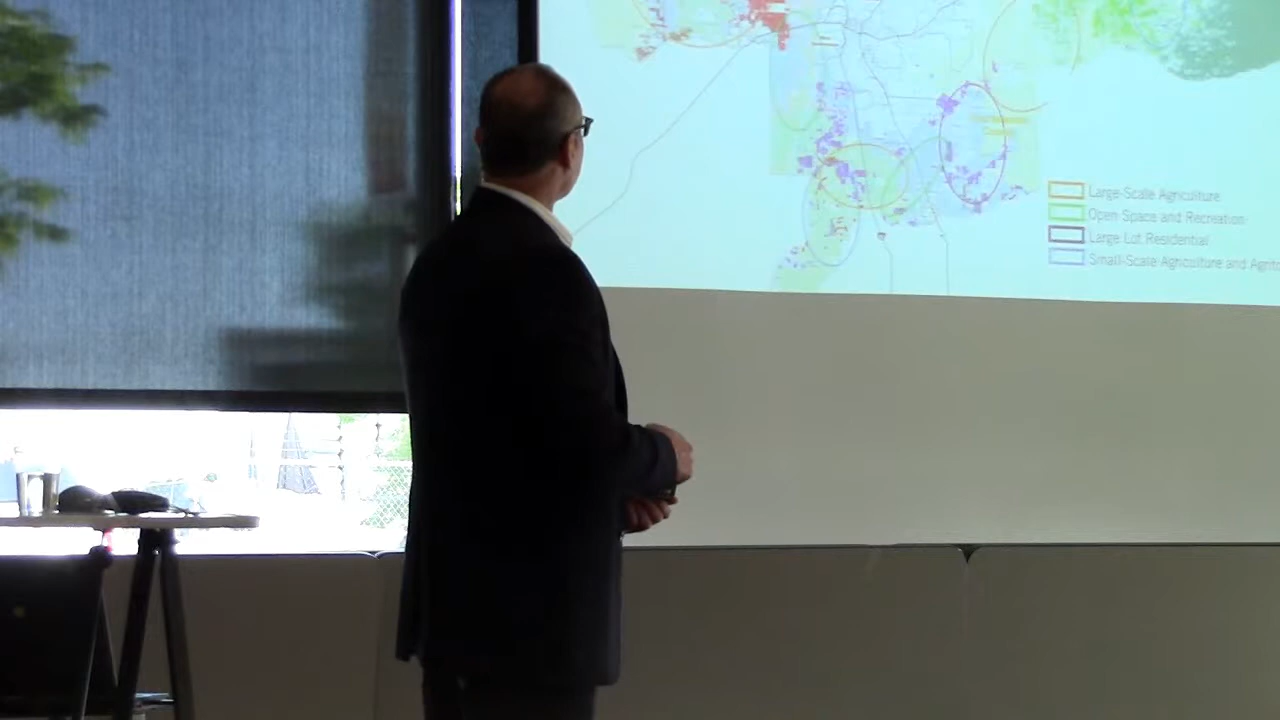 Large-Scale Agriculture
Open Space and Recreation
Large Lot Residential
Small-Scale Agriculture and